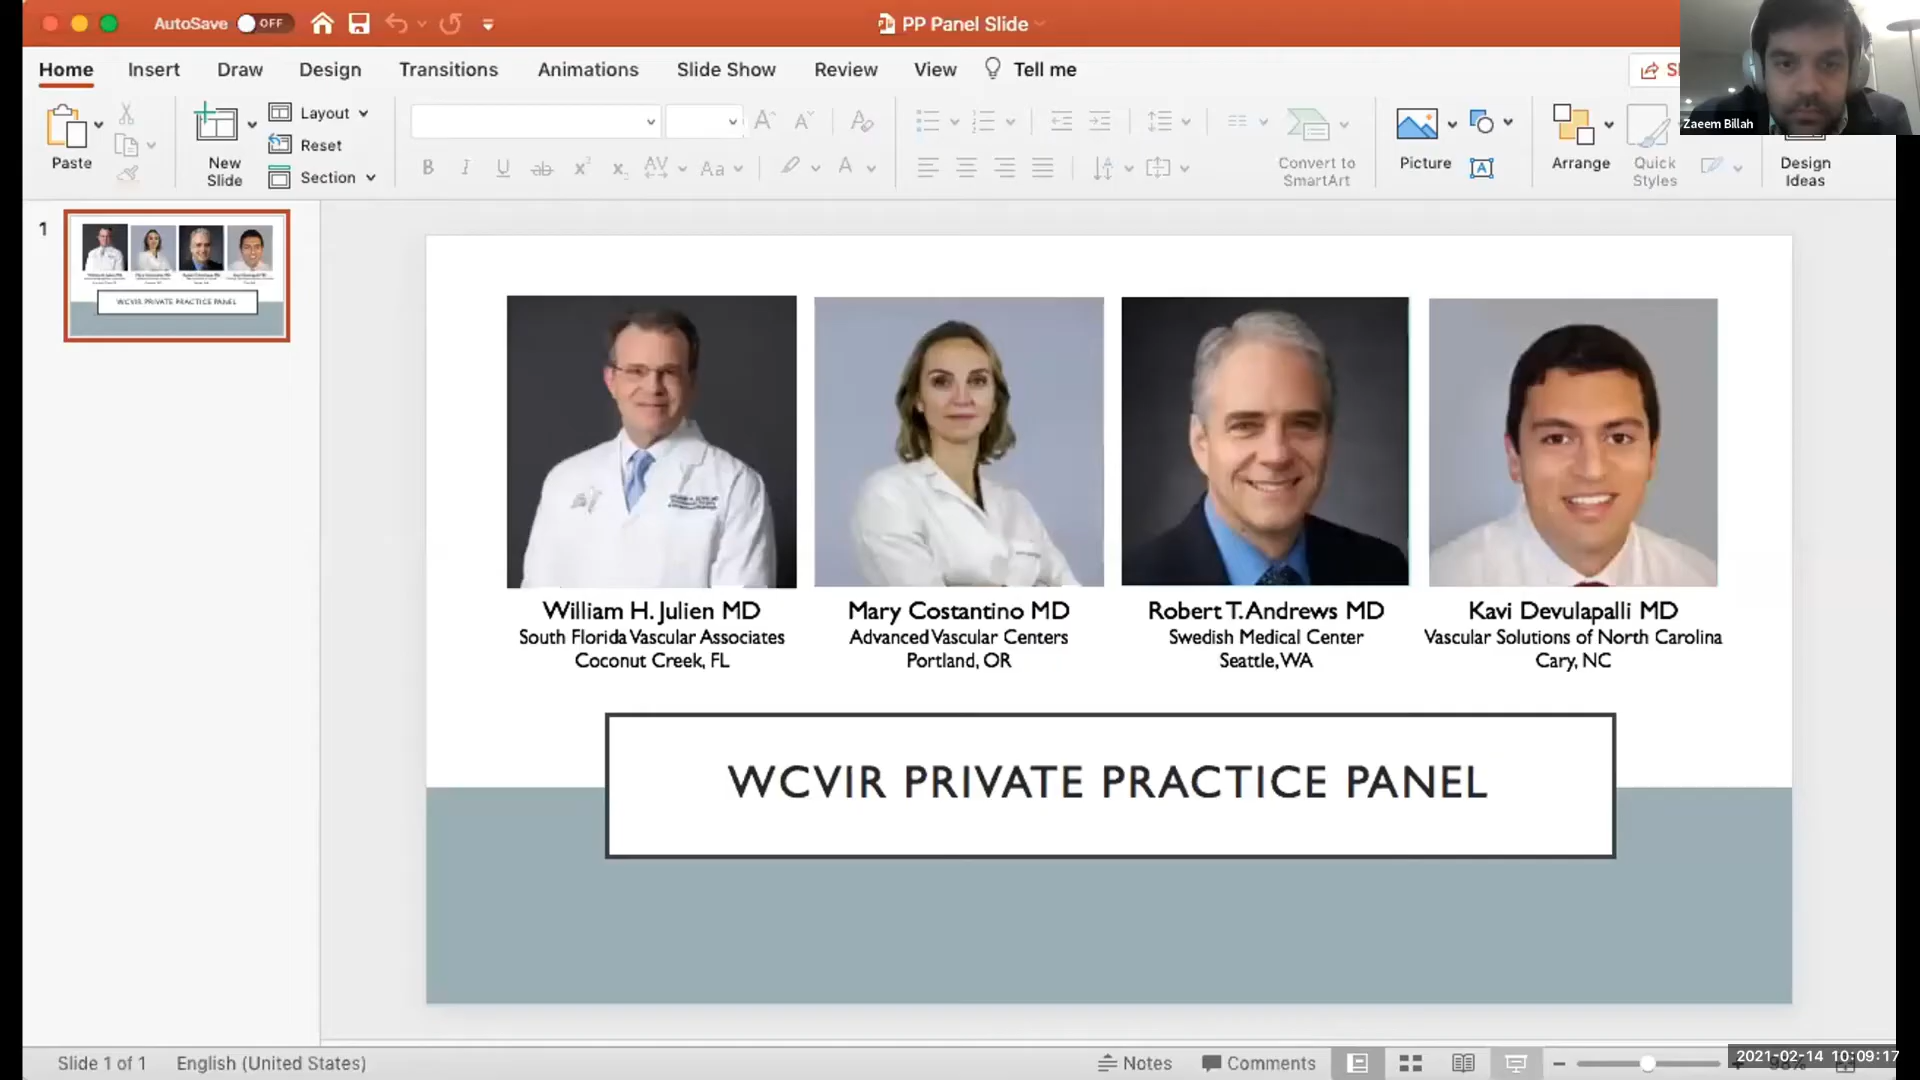 AutoSave OFF
PP Panel Slide
Home Insert Draw Design Transitions Animations Slide Show Review View Tell me
Zaeem Billah
Paste
New Slide
Layout
Reset
Section
Convert to SmartArt
Picture
Arrange
Quick Styles
Design Ideas
1
WCVIR PRIVATE PRACTICE PANEL
William H. Julien MD
South Florida Vascular Associates
Coconut Creek, FL
Mary Costantino MD
Advanced Vascular Centers
Portland, OR
Robert T. Andrews MD
Swedish Medical Center
Seattle, WA
Kavi Devulapalli MD
Vascular Solutions of North Carolina
Cary, NC
WCVIR PRIVATE PRACTICE PANEL
Slide 1 of 1 English (United States) Notes Comments
2021-02-14 10:09:17